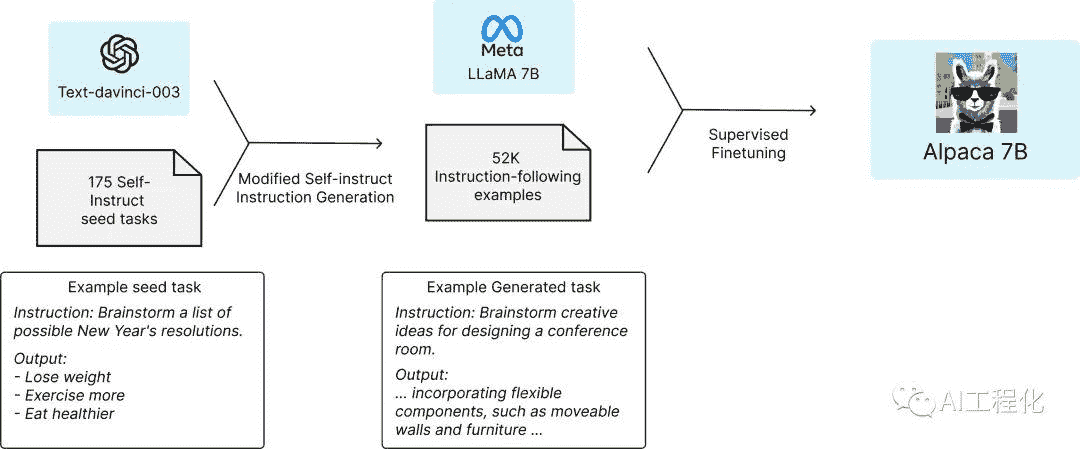 Text-davinci-003
175 Self-
Instruct
seed tasks
Modified Self-instruct
Instruction Generation
Meta
LLaMA 7B
52K
Instruction-following
examples
Supervised
Finetuning
Alpaca 7B
Example seed task
Instruction: Brainstorm a list of
possible New Year's resolutions.
Output:
- Lose weight
- Exercise more
- Eat healthier
Example Generated task
Instruction: Brainstorm creative
ideas for designing a conference
room.
Output:
... incorporating flexible
components, such as moveable
walls and furniture ...
AI工程化